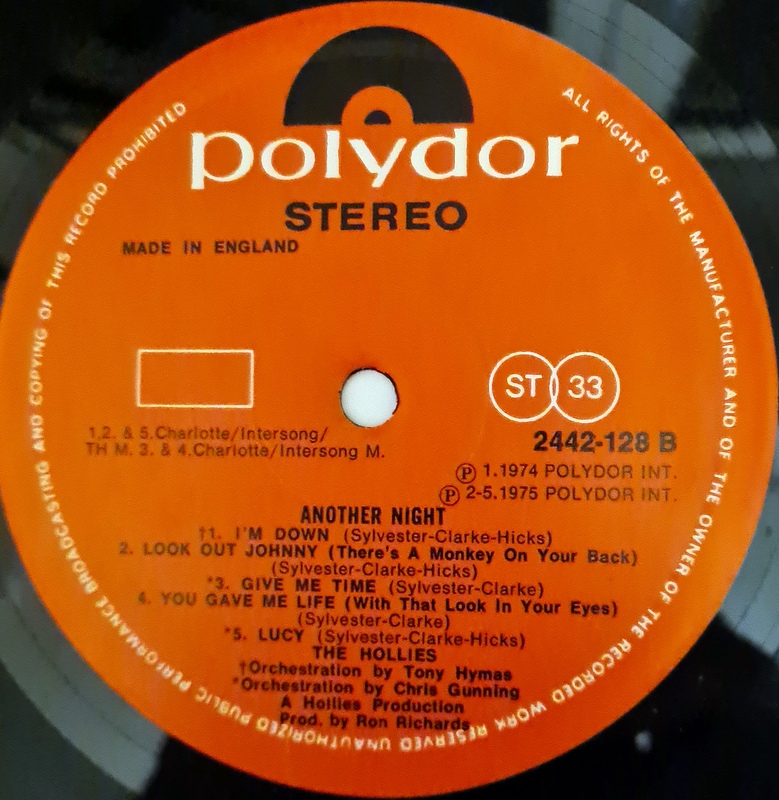 polydor
STEREO
MADE IN ENGLAND
ST 33
1,2. & 5.Charlotte/Intersong/
TH M. 3. & 4.Charlotte/Intersong M.
2442-128 B
Ⓟ 1.1974 POLYDOR INT.
Ⓟ 2-5.1975 POLYDOR INT.
ANOTHER NIGHT
†1. I'M DOWN (Sylvester-Clarke-Hicks)
2. LOOK OUT JOHNNY (There's A Monkey On Your Back)
(Sylvester-Clarke-Hicks)
*3. GIVE ME TIME (Sylvester-Clarke)
4. YOU GAVE ME LIFE (With That Look In Your Eyes)
(Sylvester-Clarke)
*5. LUCY (Sylvester-Clarke-Hicks)
THE HOLLIES
†Orchestration by Tony Hymas
*Orchestration by Chris Gunning
A Hollies Production
Prod. by Ron Richards
ALL RIGHTS OF THE MANUFACTURER AND OF THE OWNER OF THE RECORDED WORK RESERVED UNAUTHORIZED PUBLIC PERFORMANCE BROADCASTING AND COPYING OF THIS RECORD PROHIBITED